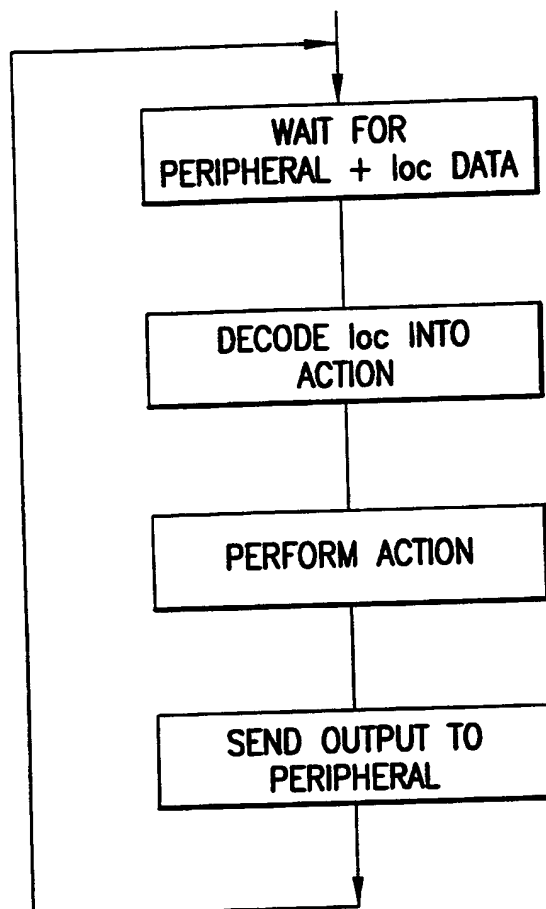 WAIT FOR
PERIPHERAL + loc DATA
DECODE loc INTO
ACTION
PERFORM ACTION
SEND OUTPUT TO
PERIPHERAL